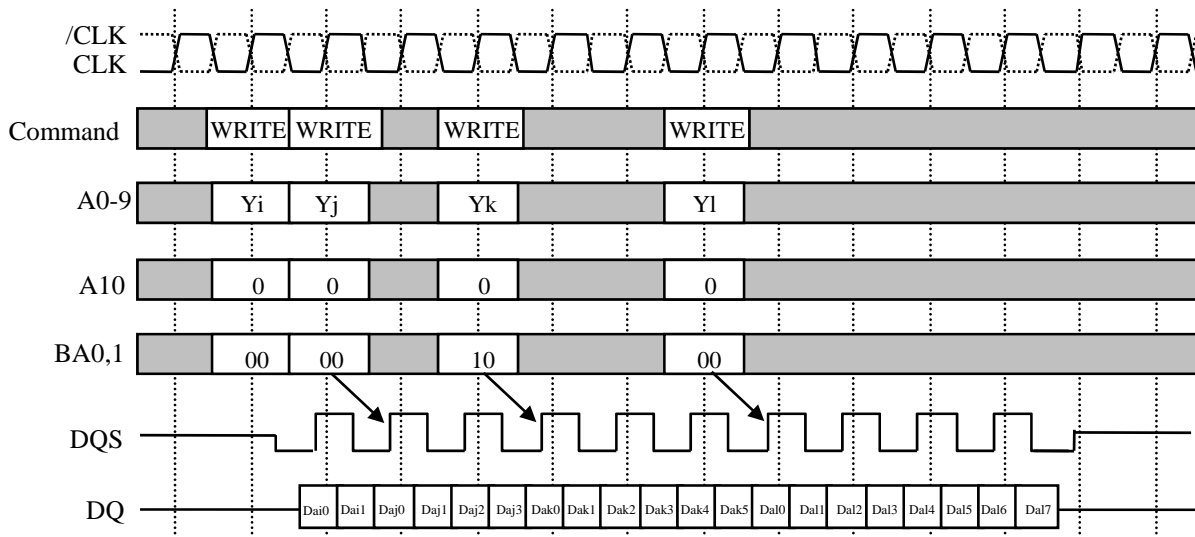 /CLK
CLK
Command WRITE WRITE WRITE WRITE
A0-9 Yi Yj Yk Yl
A10 0 0 0 0
BA0,1 00 00 10 00
DQS
DQ Dai0 Dai1 Daj0 Daj1 Daj2 Daj3 Dak0 Dak1 Dak2 Dak3 Dak4 Dak5 Dal0 Dal1 Dal2 Dal3 Dal4 Dal5 Dal6 Dal7